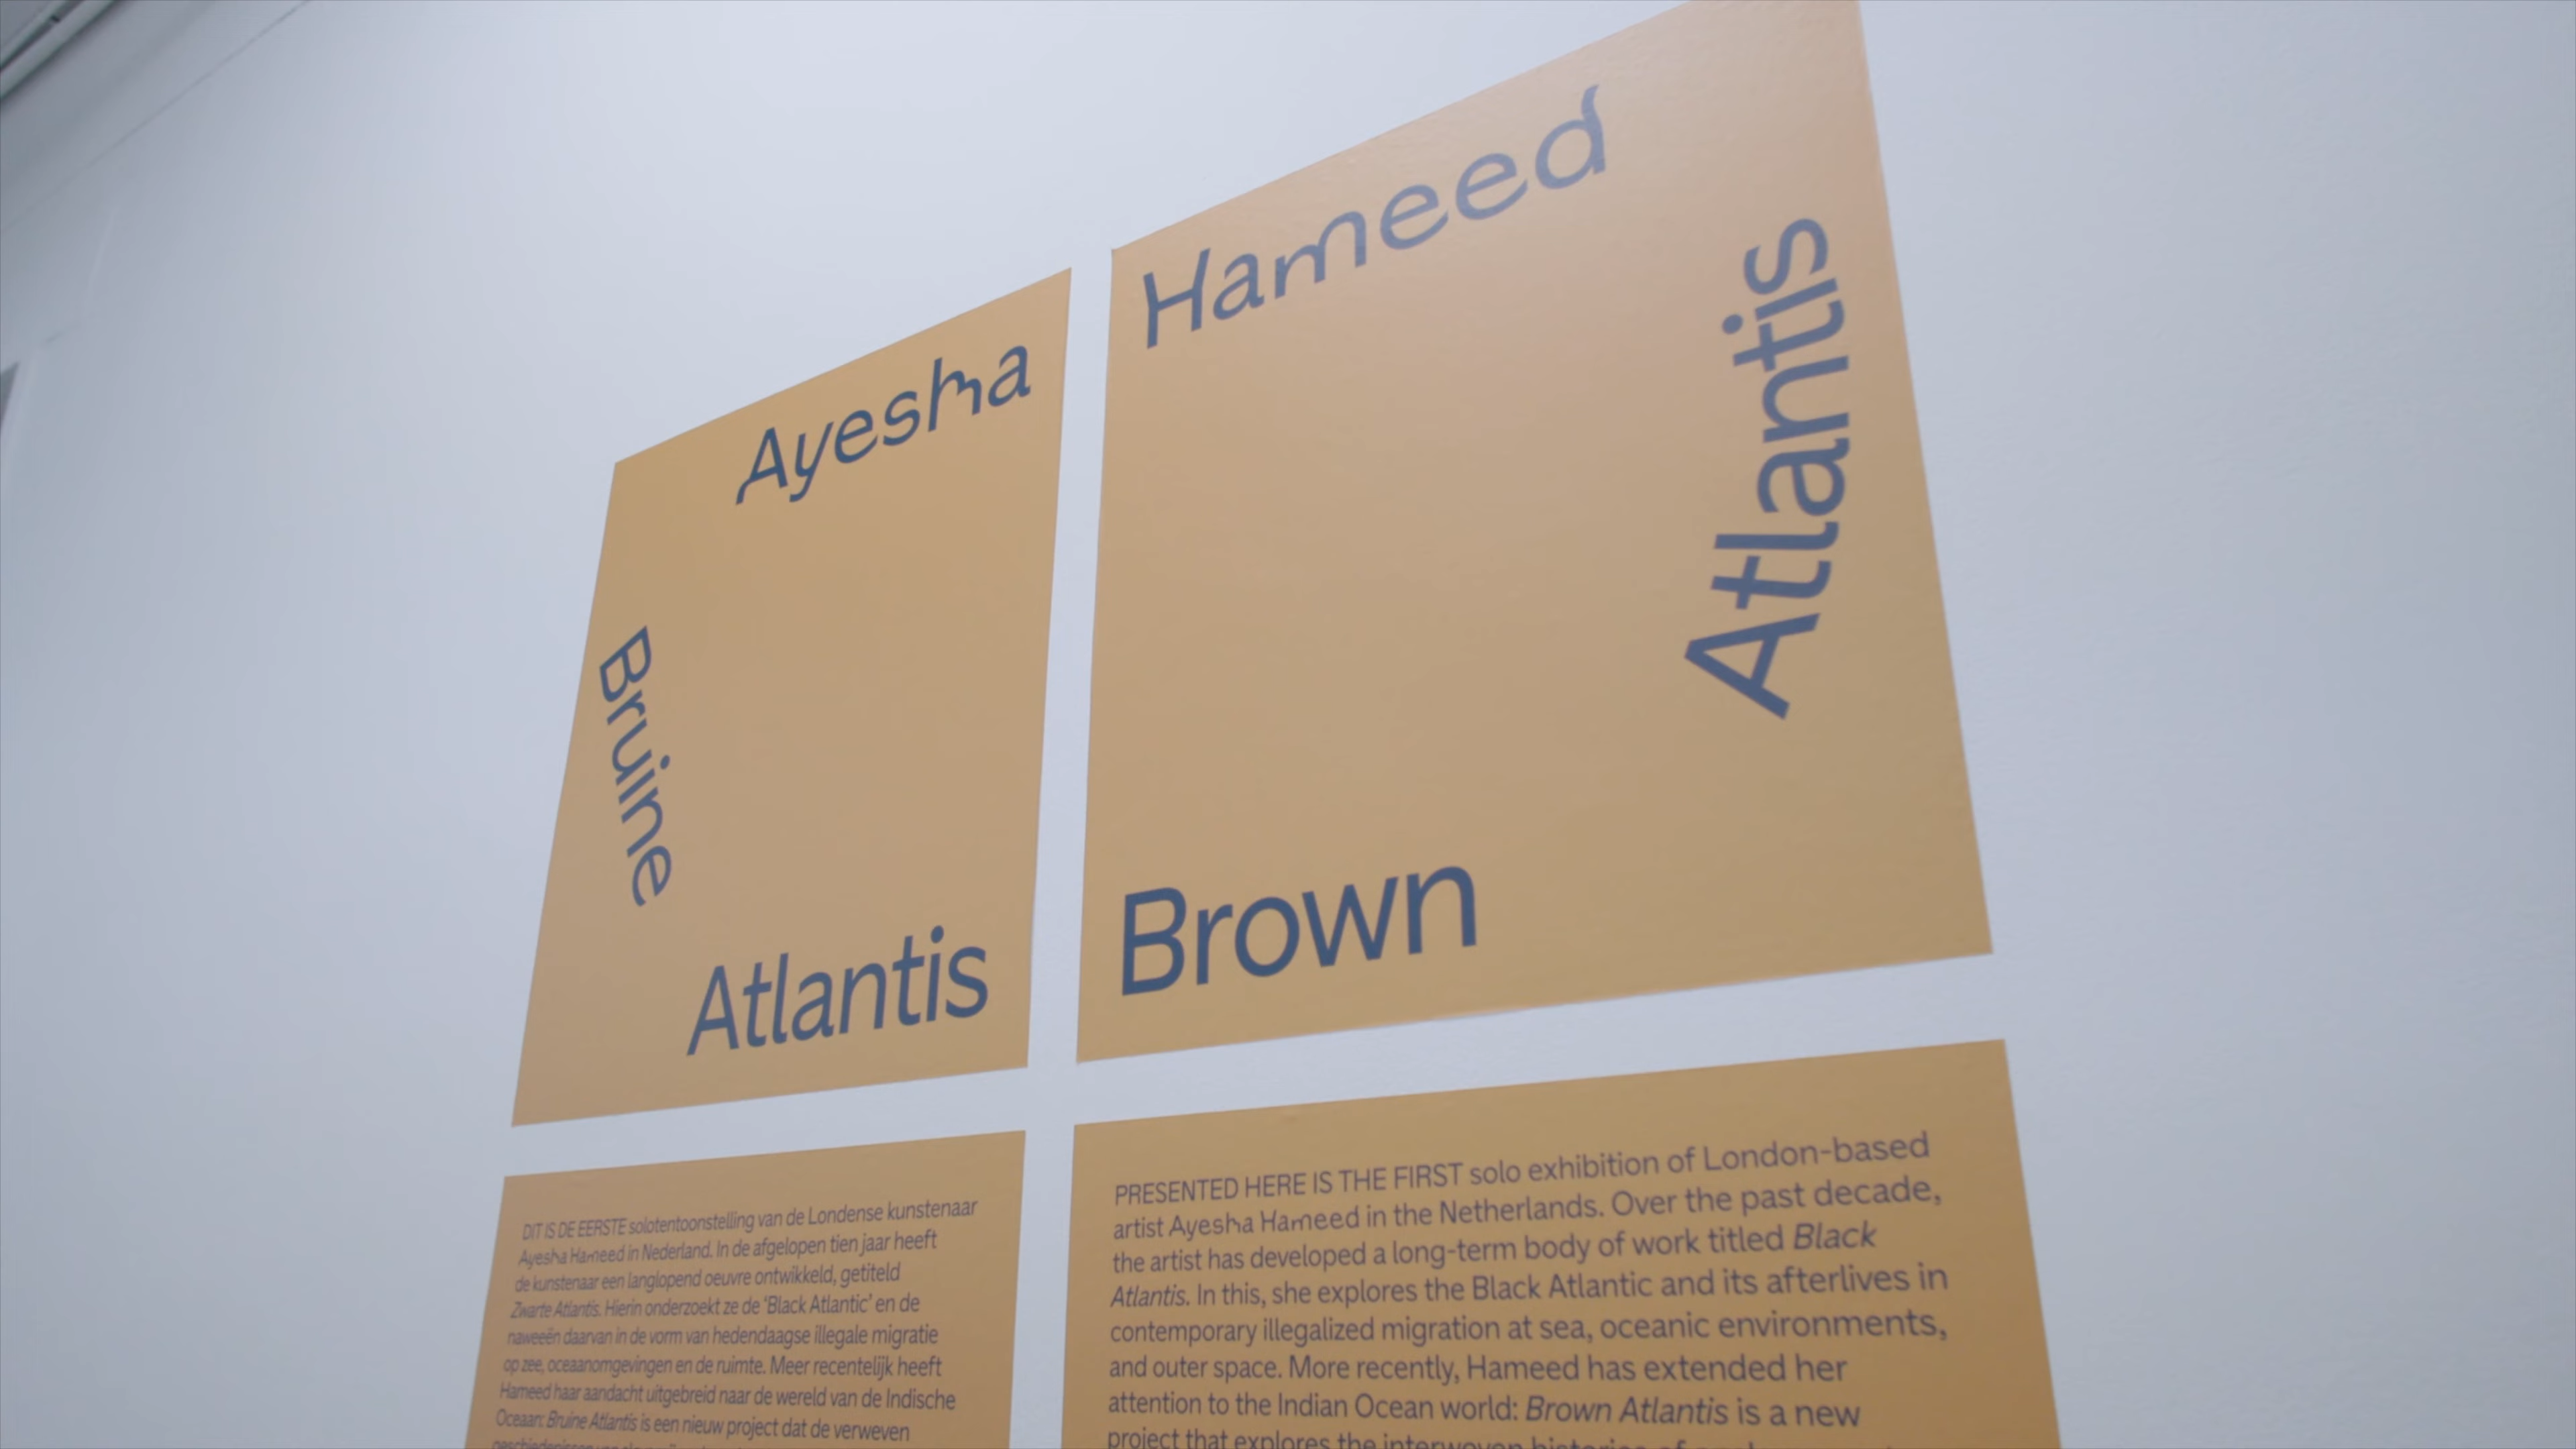 Ayesha
Hameed
Bruine
Atlantis
Brown
Atlantis
DIT IS DE EERSTE solotentoonstelling van de Londense kunstenaar
Ayesha Hameed in Nederland. In de afgelopen tien jaar heeft
de kunstenaar een langlopend oeuvre ontwikkeld, getiteld
Zwarte Atlantis. Hierin onderzoekt ze de ‘Black Atlantic’ en de
naweeën daarvan in de vorm van hedendaagse illegale migratie
op zee, oceaanomgevingen en de ruimte. Meer recentelijk heeft
Hameed haar aandacht uitgebreid naar de wereld van de Indische
Oceaan: Bruine Atlantis is een nieuw project dat de verweven
PRESENTED HERE IS THE FIRST solo exhibition of London-based
artist Ayesha Hameed in the Netherlands. Over the past decade,
the artist has developed a long-term body of work titled Black
Atlantis. In this, she explores the Black Atlantic and its afterlives in
contemporary illegalized migration at sea, oceanic environments,
and outer space. More recently, Hameed has extended her
attention to the Indian Ocean world: Brown Atlantis is a new
project that explores the interwoven histories of